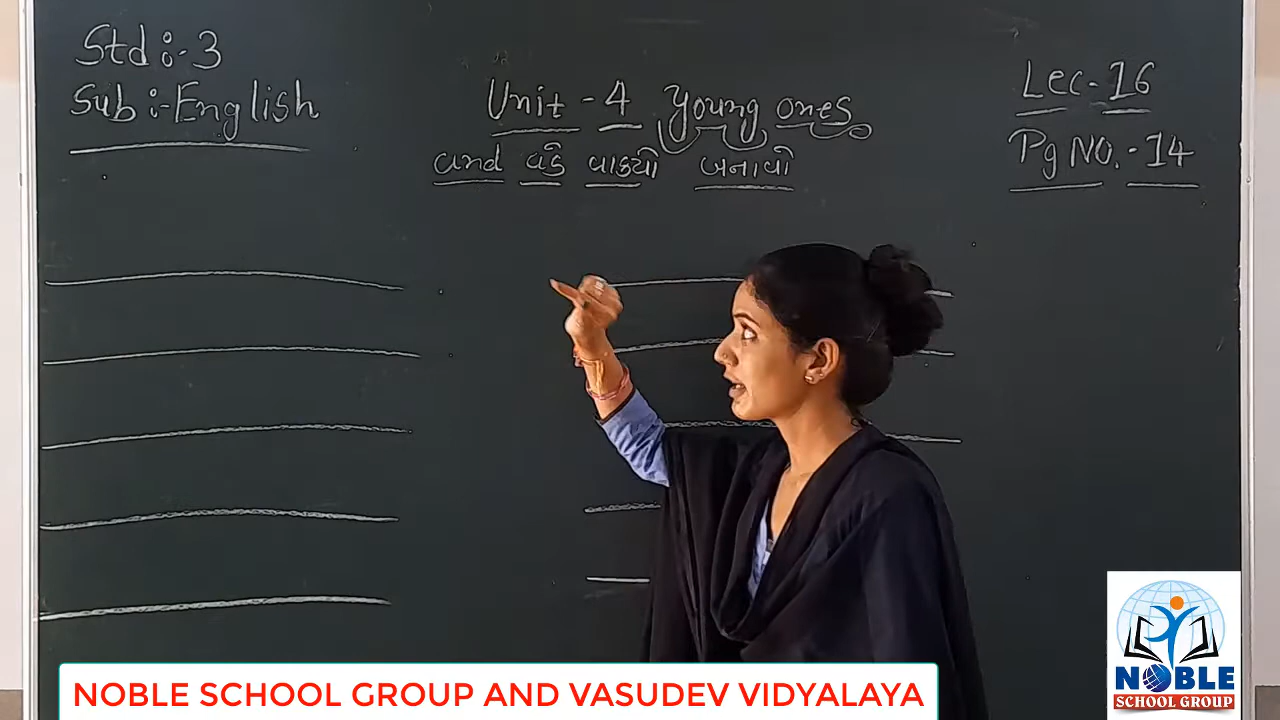 Std :- 3
Sub :- English
Unit - 4 Young ones
and વડે વાક્યો બનાવો
Lec - 16
Pg No. - 14
NOBLE
SCHOOL GROUP
NOBLE SCHOOL GROUP AND VASUDEV VIDYALAYA